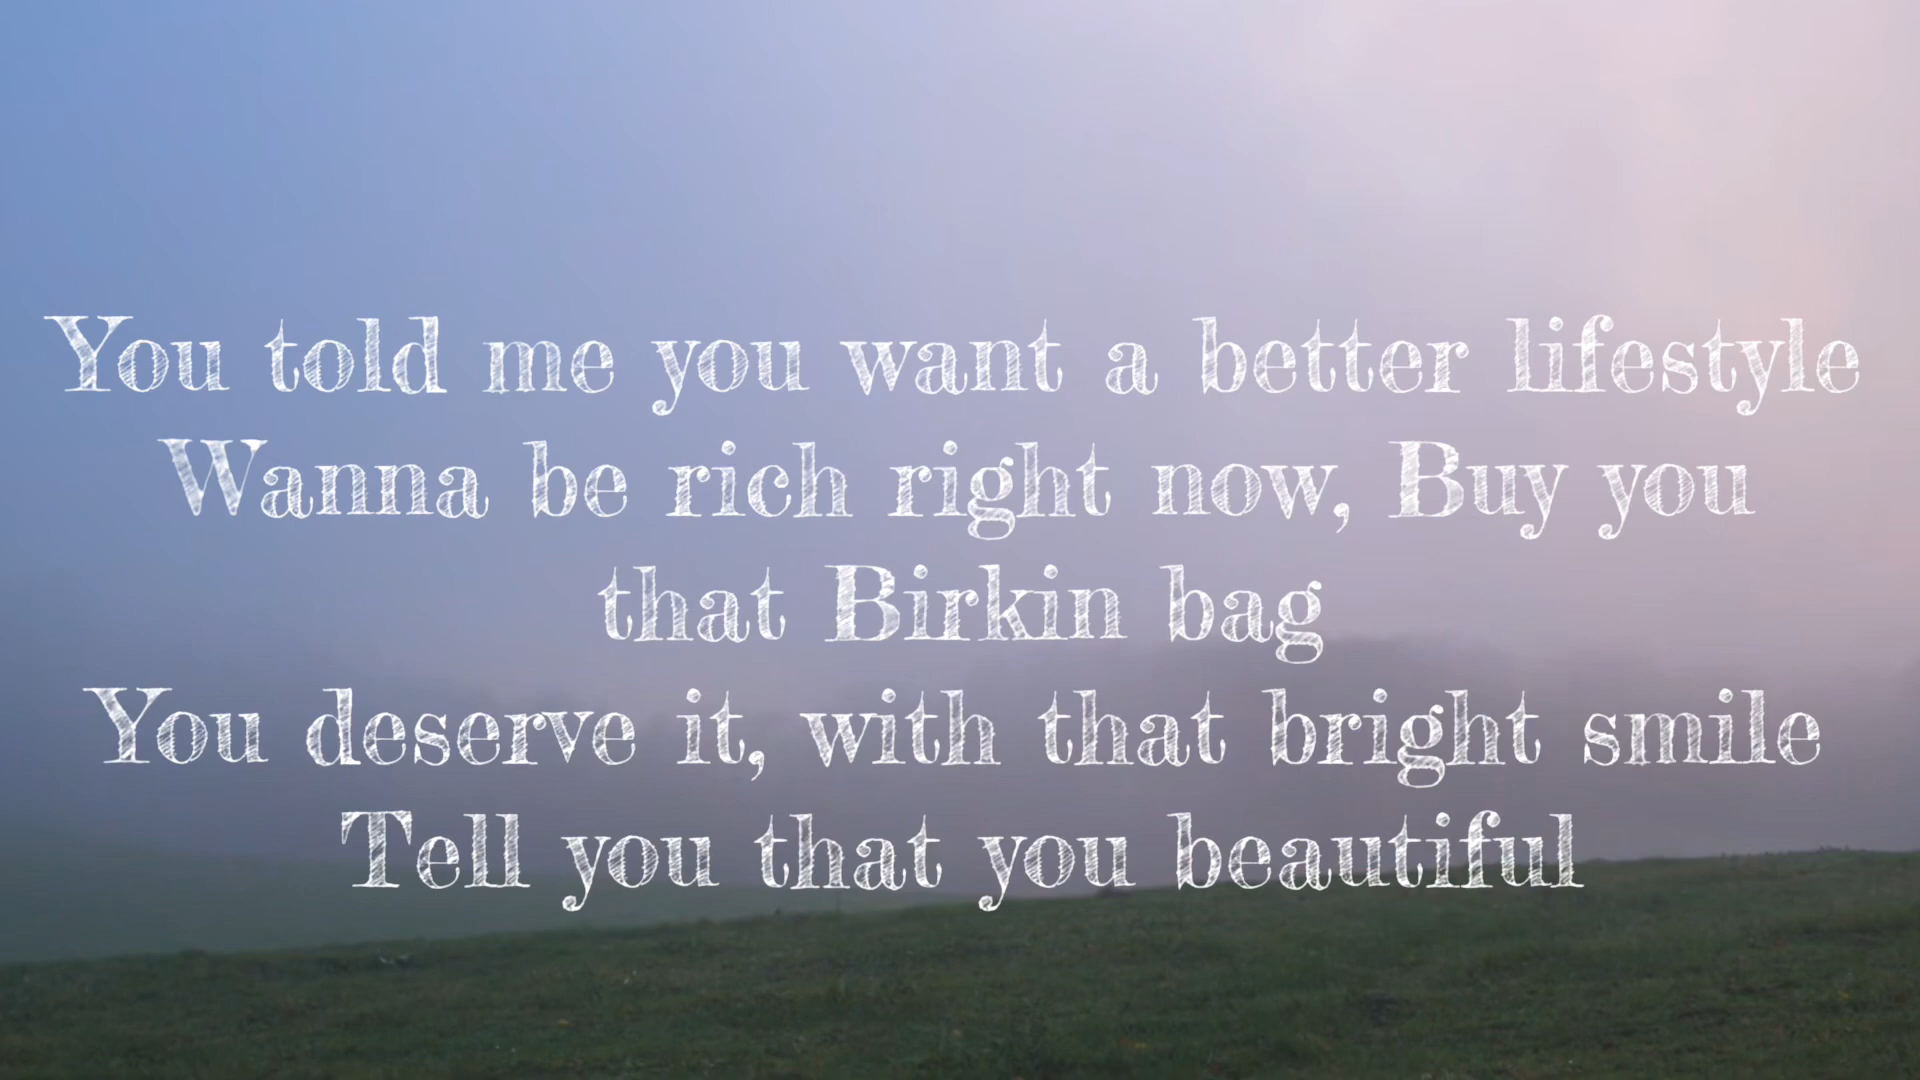 You told me you want a better lifestyle
Wanna be rich right now, Buy you
that Birkin bag
You deserve it, with that bright smile
Tell you that you beautiful